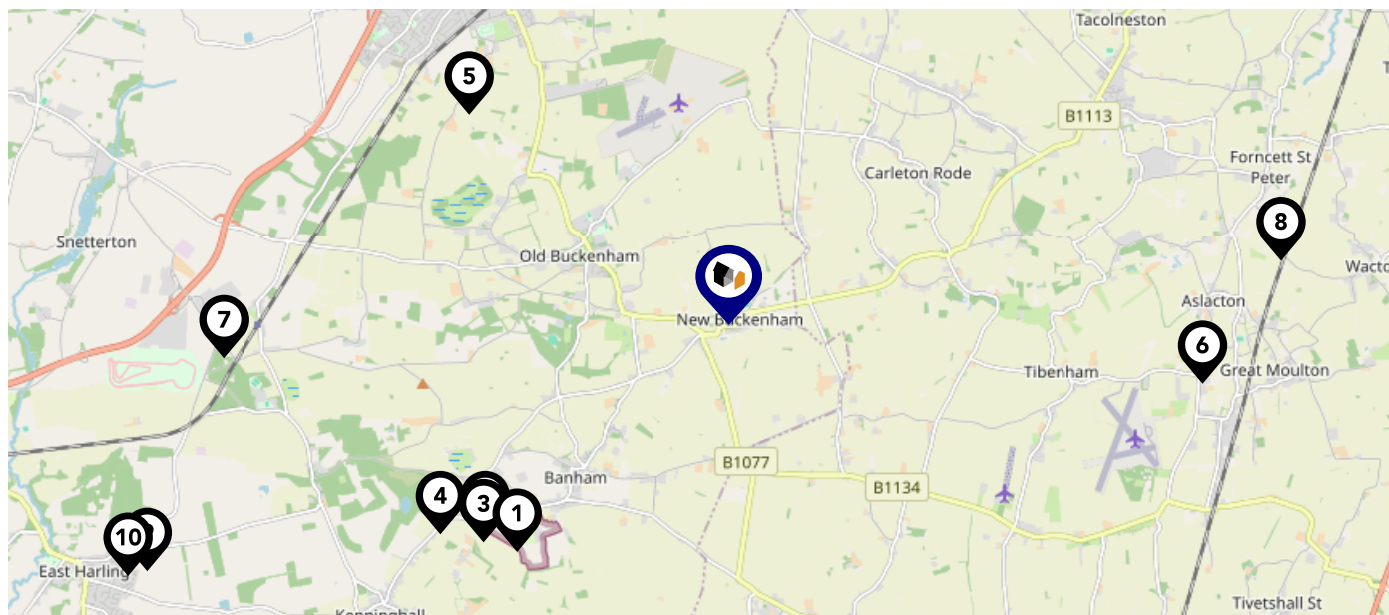 Tacolneston
5
B1113
Forncett St
Peter
Carleton Rode
8
Snetterton
Old Buckenham
Aslacton
7
New Buckenham
6
Great Moulton
Tibenham
B1077
Banham
B1134
4
3
1
10
East Harling
Tivetshall St